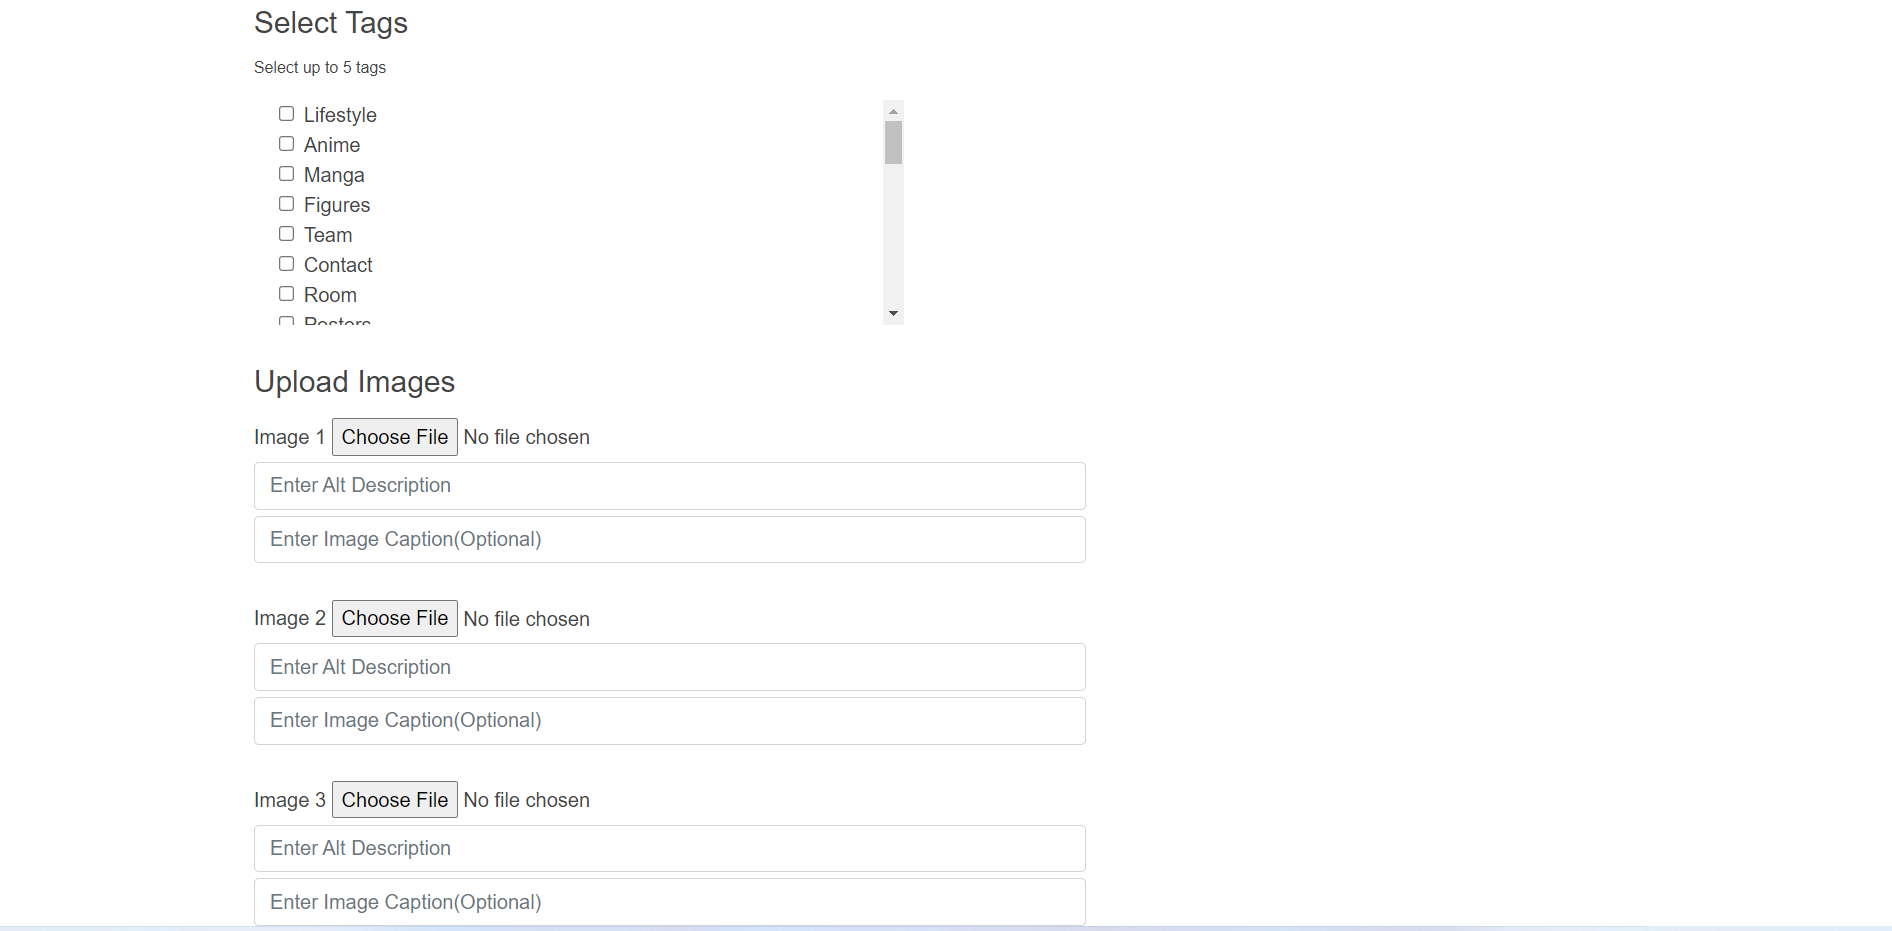 Select Tags
Select up to 5 tags
Lifestyle
Anime
Manga
Figures
Team
Contact
Room
Posters
Upload Images
Image 1 Choose File No file chosen
Enter Alt Description
Enter Image Caption(Optional)
Image 2 Choose File No file chosen
Enter Alt Description
Enter Image Caption(Optional)
Image 3 Choose File No file chosen
Enter Alt Description
Enter Image Caption(Optional)